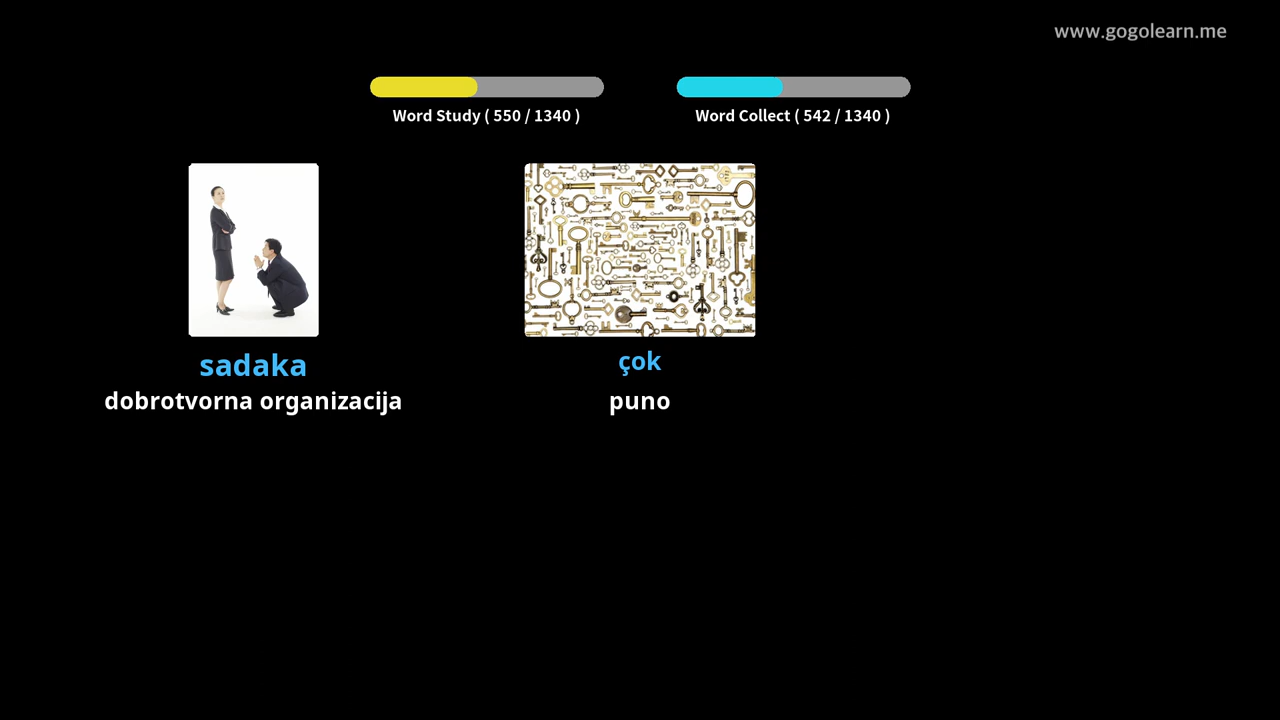 www.gogolearn.me
Word Study ( 550 / 1340 )
Word Collect ( 542 / 1340 )
sadaka
dobrotvorna organizacija
çok
puno